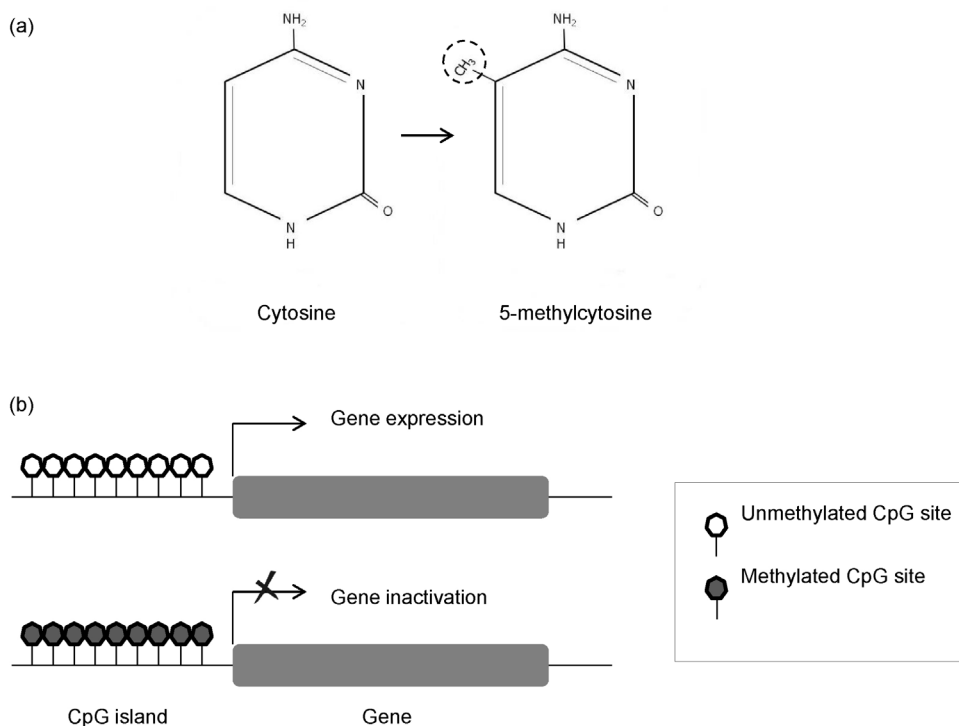 (a)
NH₂
N
O
N
H
Cytosine
NH₂
CH₃
N
O
N
H
5-methylcytosine
(b)
Gene expression
Gene inactivation
CpG island
Gene
Unmethylated CpG site
Methylated CpG site